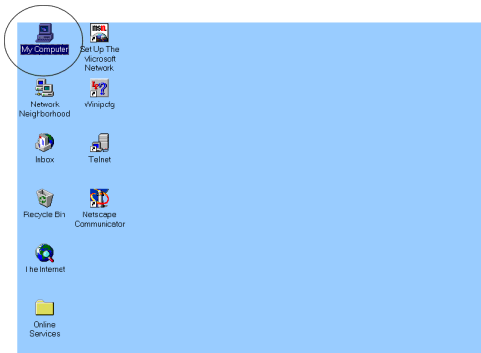 msn.
My Computer
Set Up The
Microsoft
Network
Network
Neighborhood
Winipcfg
Inbox
Telnet
Recycle Bin
Netscape
Communicator
The Internet
Online
Services